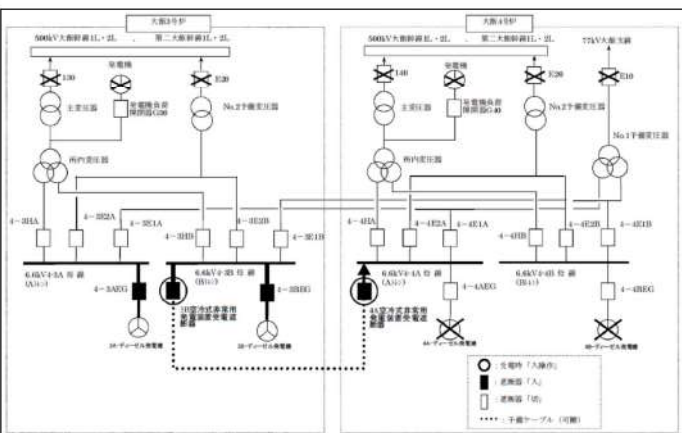 大飯3号炉
500kV大飯幹線1L・2L 、 第二大飯幹線1L・2L
130
発電機
E20
主変圧器
発電機負荷
開閉器G30
No.2予備変圧器
所内変圧器
4-3HA
4-3E2A
4-3E1A
4-3HB
4-3E2B
4-3E1B
6.6kV4-3A母線
(Aトレン)
6.6kV4-3B母線
(Bトレン)
4-3AEG
3B空冷式非常用
発電装置受電遮
断器
4-3BEG
3A-ディーゼル発電機
3B-ディーゼル発電機
大飯4号炉
500kV大飯幹線1L・2L 、 第二大飯幹線1L・2L
77kV大飯支線
140
発電機
E20
E10
主変圧器
発電機負荷
開閉器G40
No.2予備変圧器
No.1予備変圧器
所内変圧器
4-4HA
4-4E2A
4-4E1A
4-4HB
4-4E2B
4-4E1B
6.6kV4-4A母線
(Aトレン)
6.6kV4-4B母線
(Bトレン)
4A空冷式非常用
発電装置受電遮
断器
4-4AEG
4-4BEG
4A-ディーゼル発電機
4B-ディーゼル発電機
:受電時「入操作」
:遮断器「入」
:遮断器「切」
:予備ケーブル(可搬)